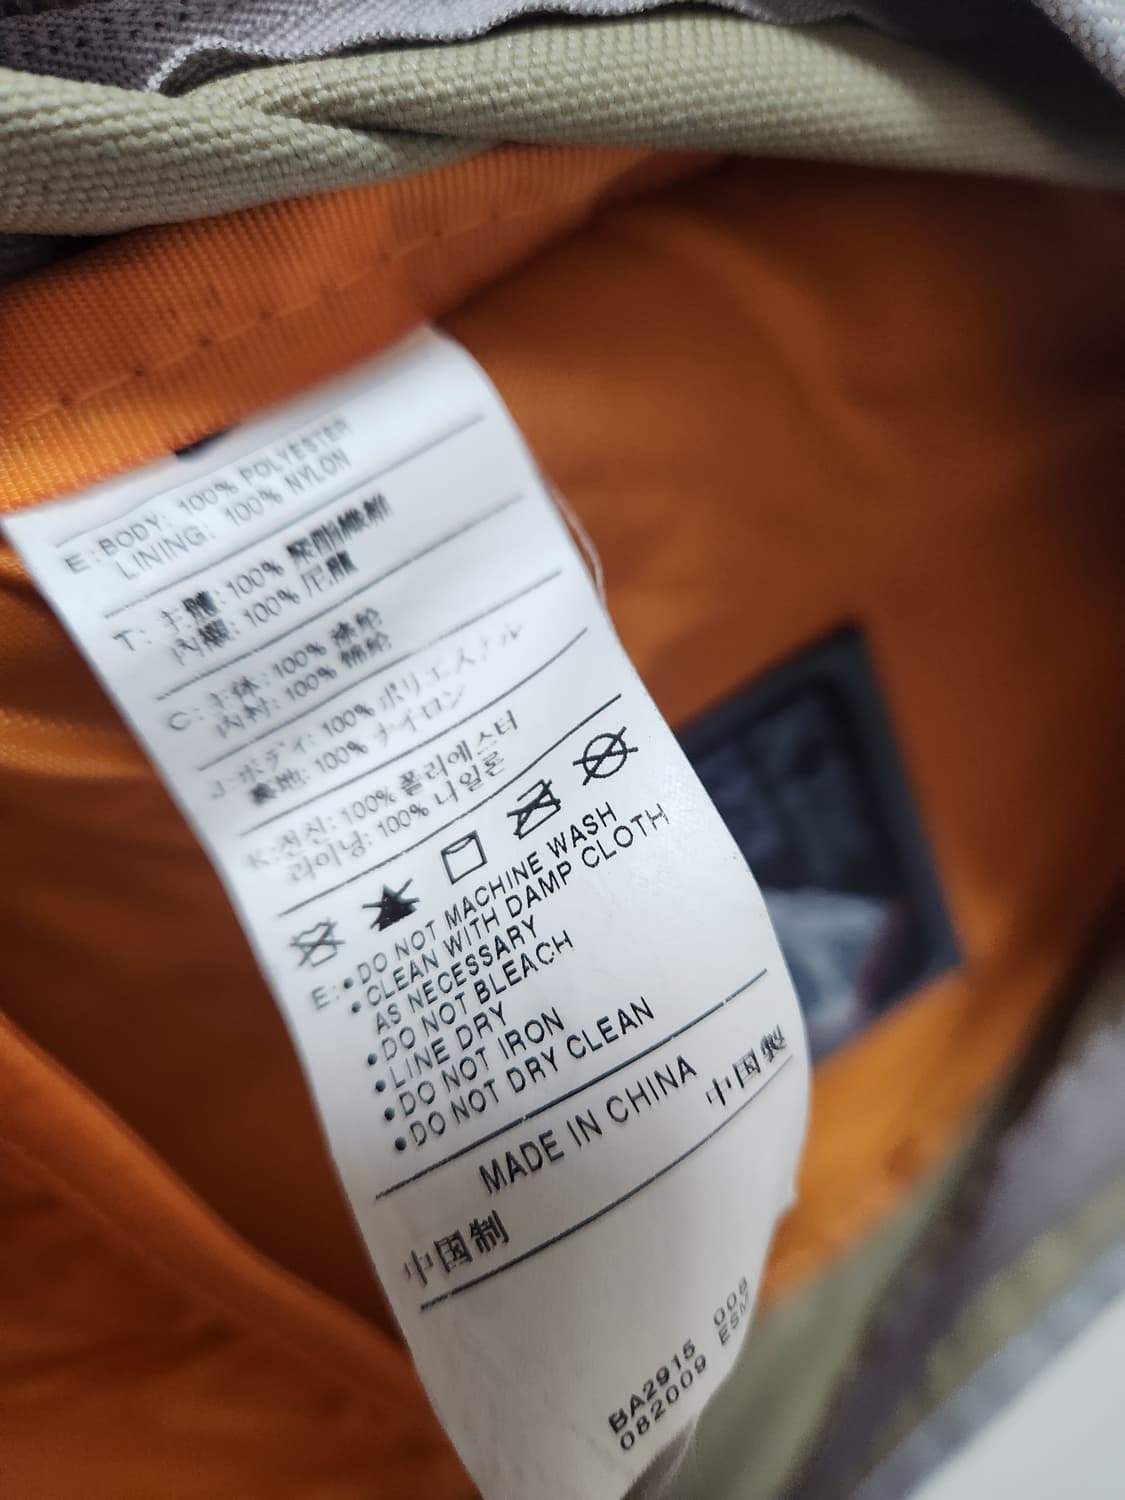 E: BODY: 100% POLYESTER
LINING: 100% NYLON
T: 主體: 100% 聚酯纖維
內襯: 100% 尼龍
C: 主体: 100% 涤纶
内衬: 100% 锦纶
J: ボディ: 100% ポリエステル
裏地: 100% ナイロン
K: 전신: 100% 폴리에스터
라이닝: 100% 나일론
E: •DO NOT MACHINE WASH
•CLEAN WITH DAMP CLOTH
AS NECESSARY
•DO NOT BLEACH
•LINE DRY
•DO NOT IRON
•DO NOT DRY CLEAN
MADE IN CHINA
中国製
中国制
BA2915 008
082009 ESM